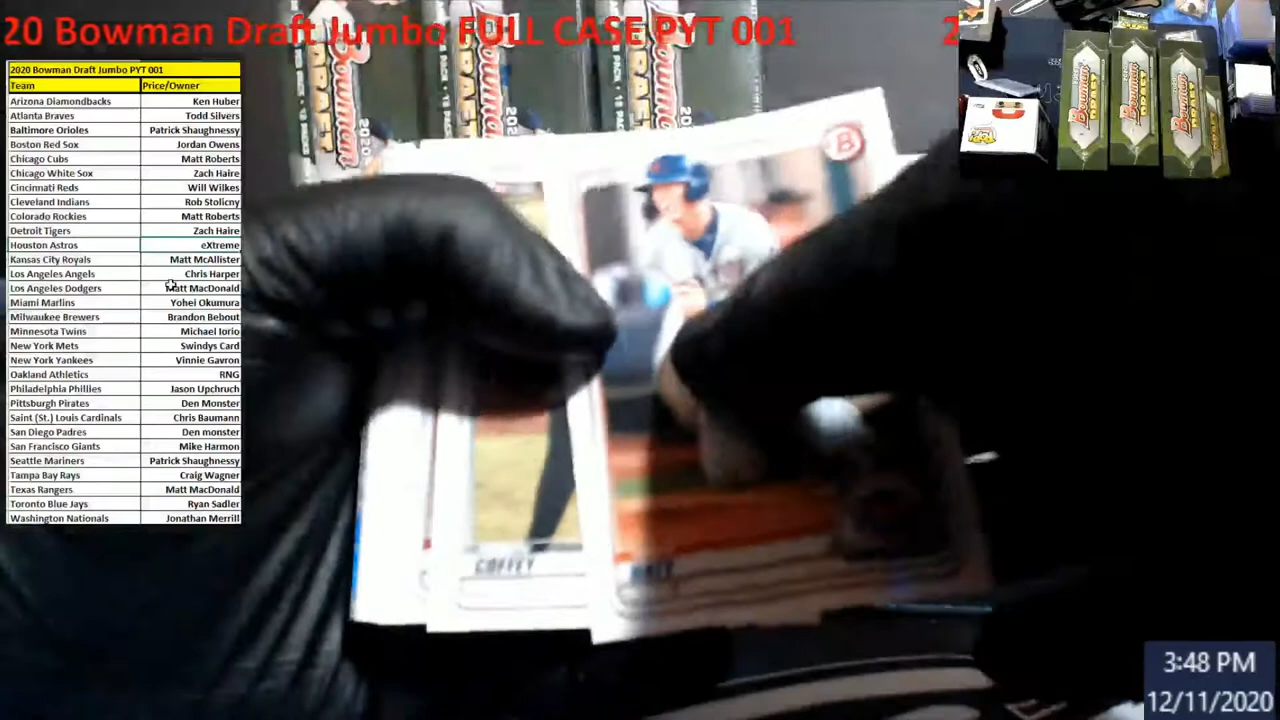 20 Bowman Draft Jumbo FULL CASE PYT 001
2
2020 Bowman Draft Jumbo PYT 001
Team Price/Owner
Arizona Diamondbacks Ken Huber
Atlanta Braves Todd Silvers
Baltimore Orioles Patrick Shaughnessy
Boston Red Sox Jordan Owens
Chicago Cubs Matt Roberts
Chicago White Sox Zach Haire
Cincinnati Reds Will Wilkes
Cleveland Indians Rob Stolicny
Colorado Rockies Matt Roberts
Detroit Tigers Zach Haire
Houston Astros eXtreme
Kansas City Royals Matt McAllister
Los Angeles Angels Chris Harper
Los Angeles Dodgers Matt MacDonald
Miami Marlins Yohei Okumura
Milwaukee Brewers Brandon Bebout
Minnesota Twins Michael Iorio
New York Mets Swindys Card
New York Yankees Vinnie Gavron
Oakland Athletics RNG
Philadelphia Phillies Jason Upchruch
Pittsburgh Pirates Den Monster
Saint (St.) Louis Cardinals Chris Baumann
San Diego Padres Den monster
San Francisco Giants Mike Harmon
Seattle Mariners Patrick Shaughnessy
Tampa Bay Rays Craig Wagner
Texas Rangers Matt MacDonald
Toronto Blue Jays Ryan Sadler
Washington Nationals Jonathan Merrill
Bowman
DRAFT
2020
B
COFFEY
3:48 PM
12/11/2020